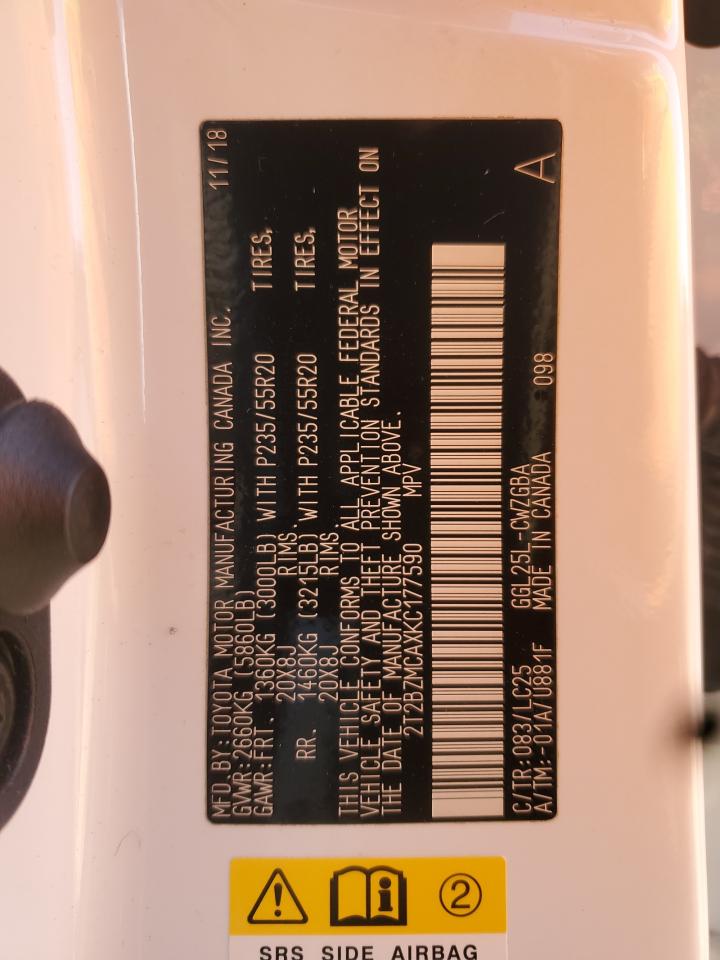 MFD BY:TOYOTA MOTOR MANUFACTURING CANADA INC. 11/18
GVWR:2660KG (5860LB)
GAWR:FRT. 1360KG (3000LB) WITH P235/55R20 TIRES,
20X8J RIMS
RR. 1460KG (3215LB) WITH P235/55R20 TIRES,
20X8J RIMS
THIS VEHICLE CONFORMS TO ALL APPLICABLE FEDERAL MOTOR
VEHICLE SAFETY AND THEFT PREVENTION STANDARDS IN EFFECT ON
THE DATE OF MANUFACTURE SHOWN ABOVE.
2T2BZMCAXKC177590 MPV
C/TR:083/LC25 GGL25L-CWZGBA
A/TM:-01A/U881F MADE IN CANADA 098 A
2
SRS SIDE AIRBAG